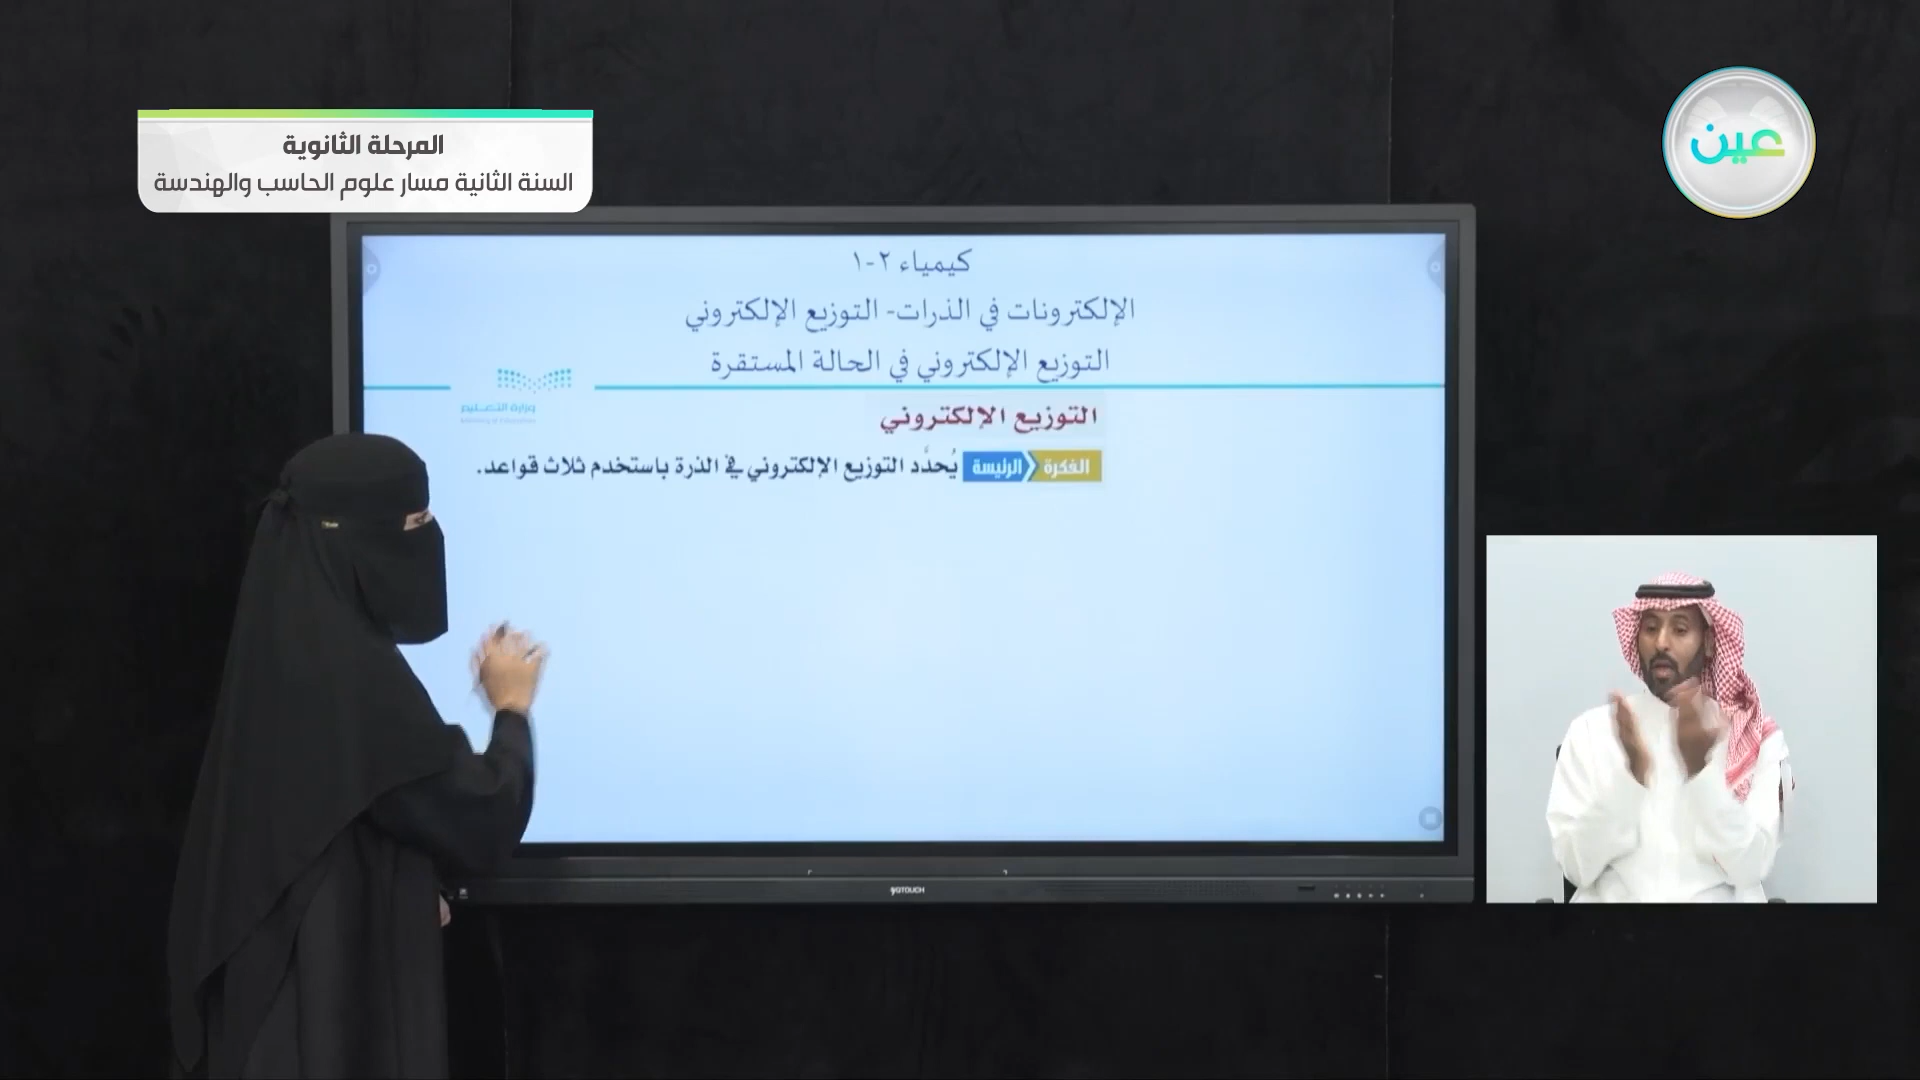 المرحلة الثانوية
السنة الثانية مسار علوم الحاسب والهندسة
عين
كيمياء ٢-١
الإلكترونات في الذرات- التوزيع الإلكتروني
التوزيع الإلكتروني في الحالة المستقرة
وزارة التعليم
التوزيع الإلكتروني
الفكرة الرئيسة يُحدَّد التوزيع الإلكتروني في الذرة باستخدم ثلاث قواعد.